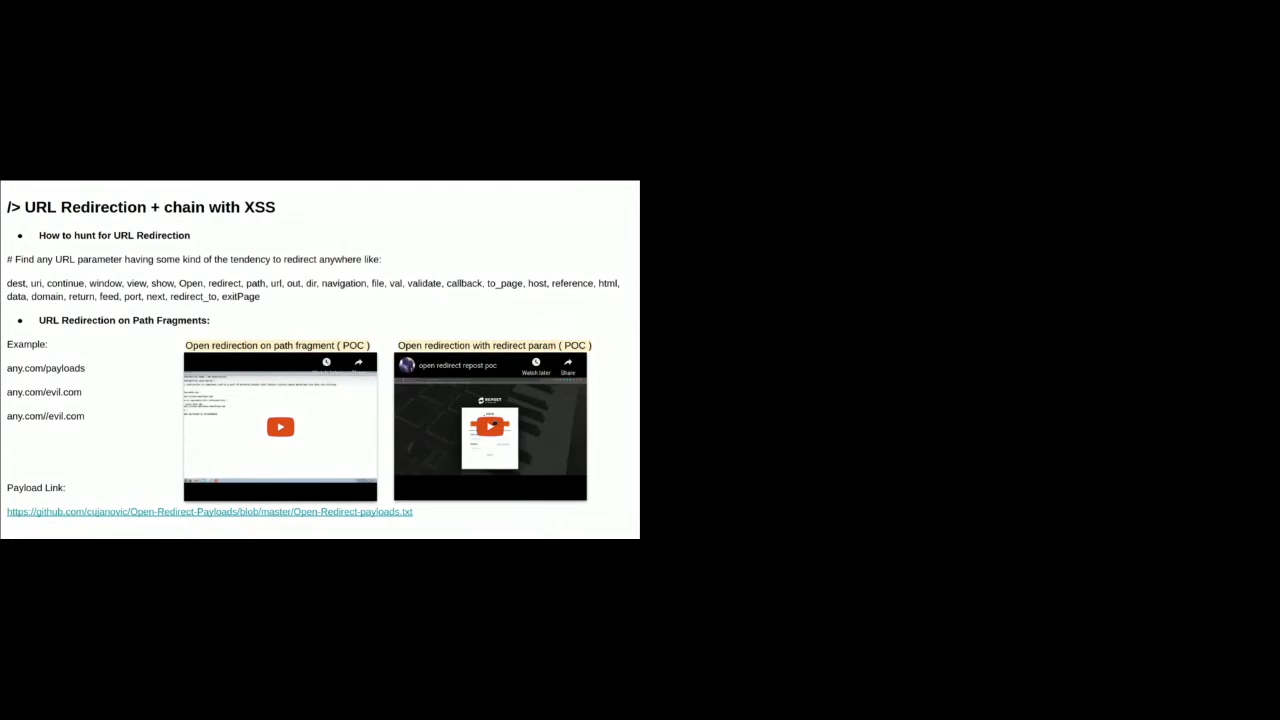 /> URL Redirection + chain with XSS
● How to hunt for URL Redirection
# Find any URL parameter having some kind of the tendency to redirect anywhere like:
dest, uri, continue, window, view, show, Open, redirect, path, url, out, dir, navigation, file, val, validate, callback, to_page, host, reference, html,
data, domain, return, feed, port, next, redirect_to, exitPage
● URL Redirection on Path Fragments:
Example:
any.com/payloads
any.com/evil.com
any.com//evil.com
Open redirection on path fragment ( POC )
Watch later Share
Open redirection with redirect param ( POC )
open redirect repost poc
Watch later Share
REPOST
Payload Link:
https://github.com/cujanovic/Open-Redirect-Payloads/blob/master/Open-Redirect-payloads.txt